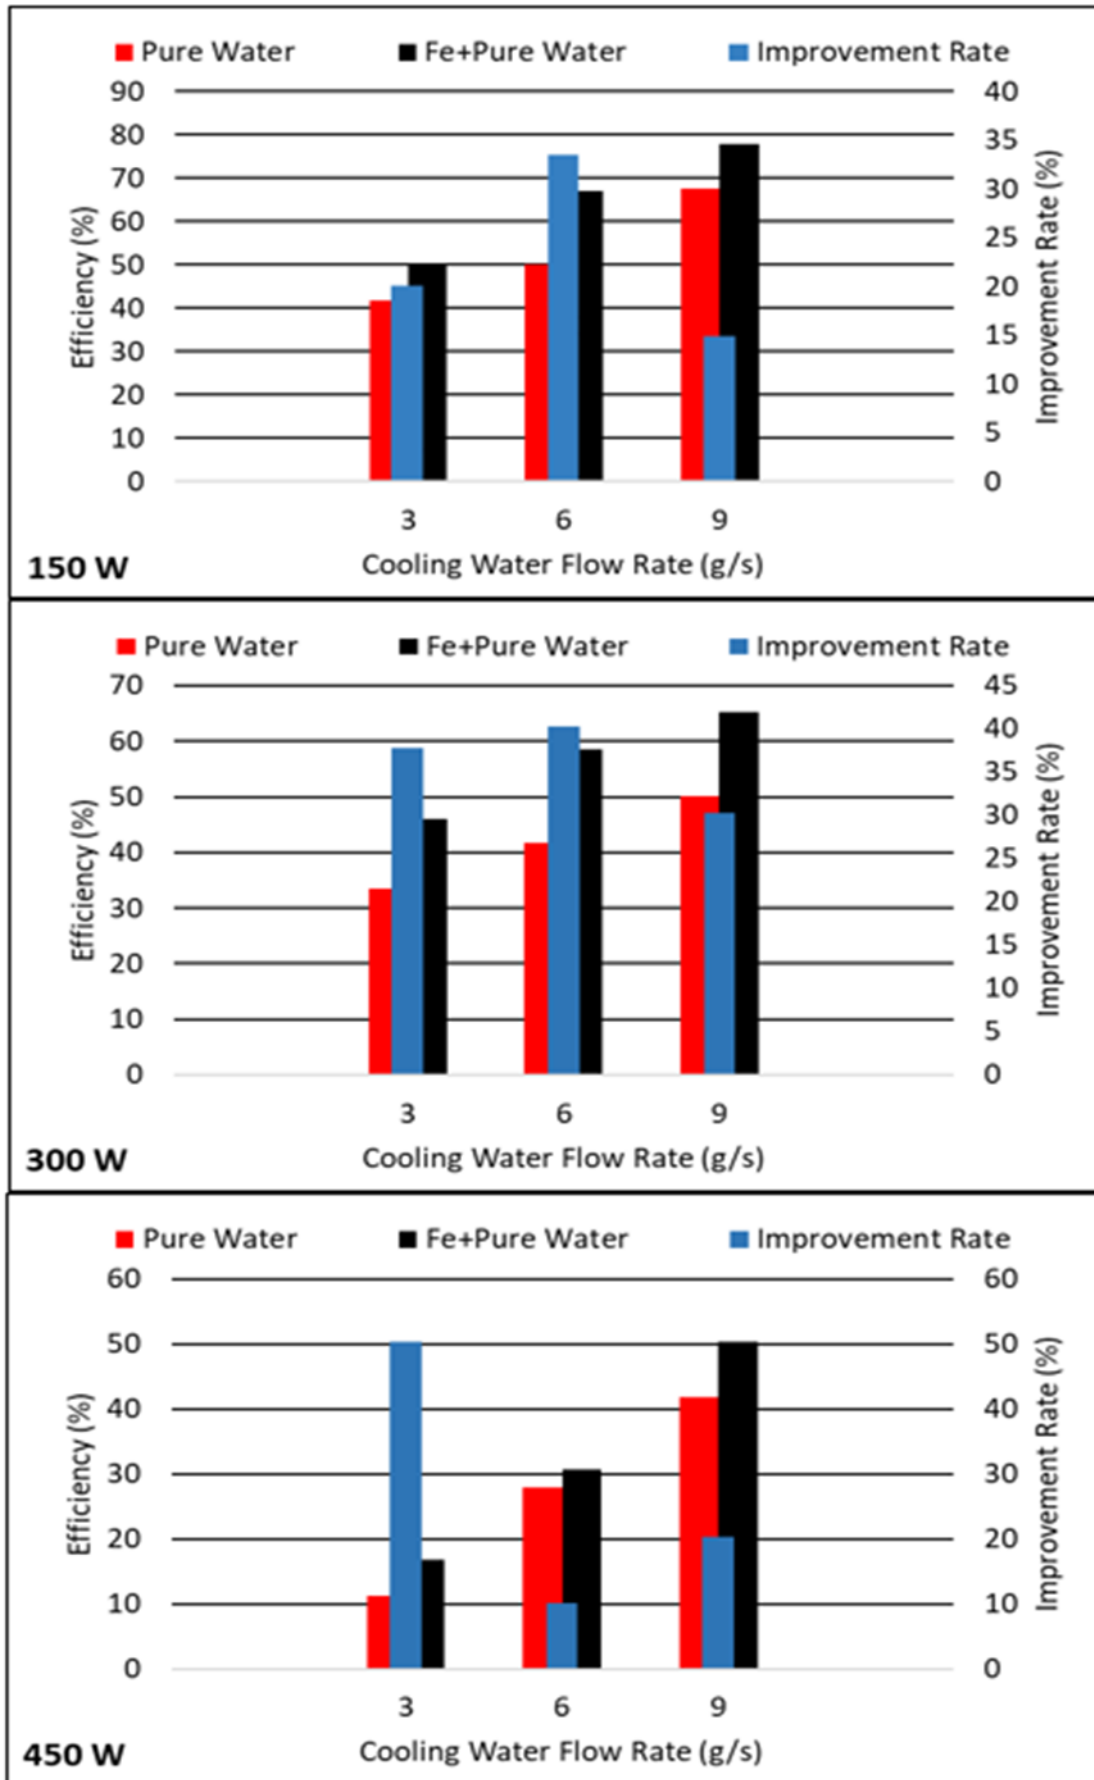 Pure Water Fe+Pure Water Improvement Rate
90 40
80 35
70 30
60 25
50 20
40 15
30 10
20 5
10 0
0
Efficiency (%)
Improvement Rate (%)
3 6 9
Cooling Water Flow Rate (g/s)
150 W
Pure Water Fe+Pure Water Improvement Rate
70 45
60 40
50 35
40 30
30 25
20 20
10 15
0 10
5
0
Efficiency (%)
Improvement Rate (%)
3 6 9
Cooling Water Flow Rate (g/s)
300 W
Pure Water Fe+Pure Water Improvement Rate
60 60
50 50
40 40
30 30
20 20
10 10
0 0
Efficiency (%)
Improvement Rate (%)
3 6 9
Cooling Water Flow Rate (g/s)
450 W